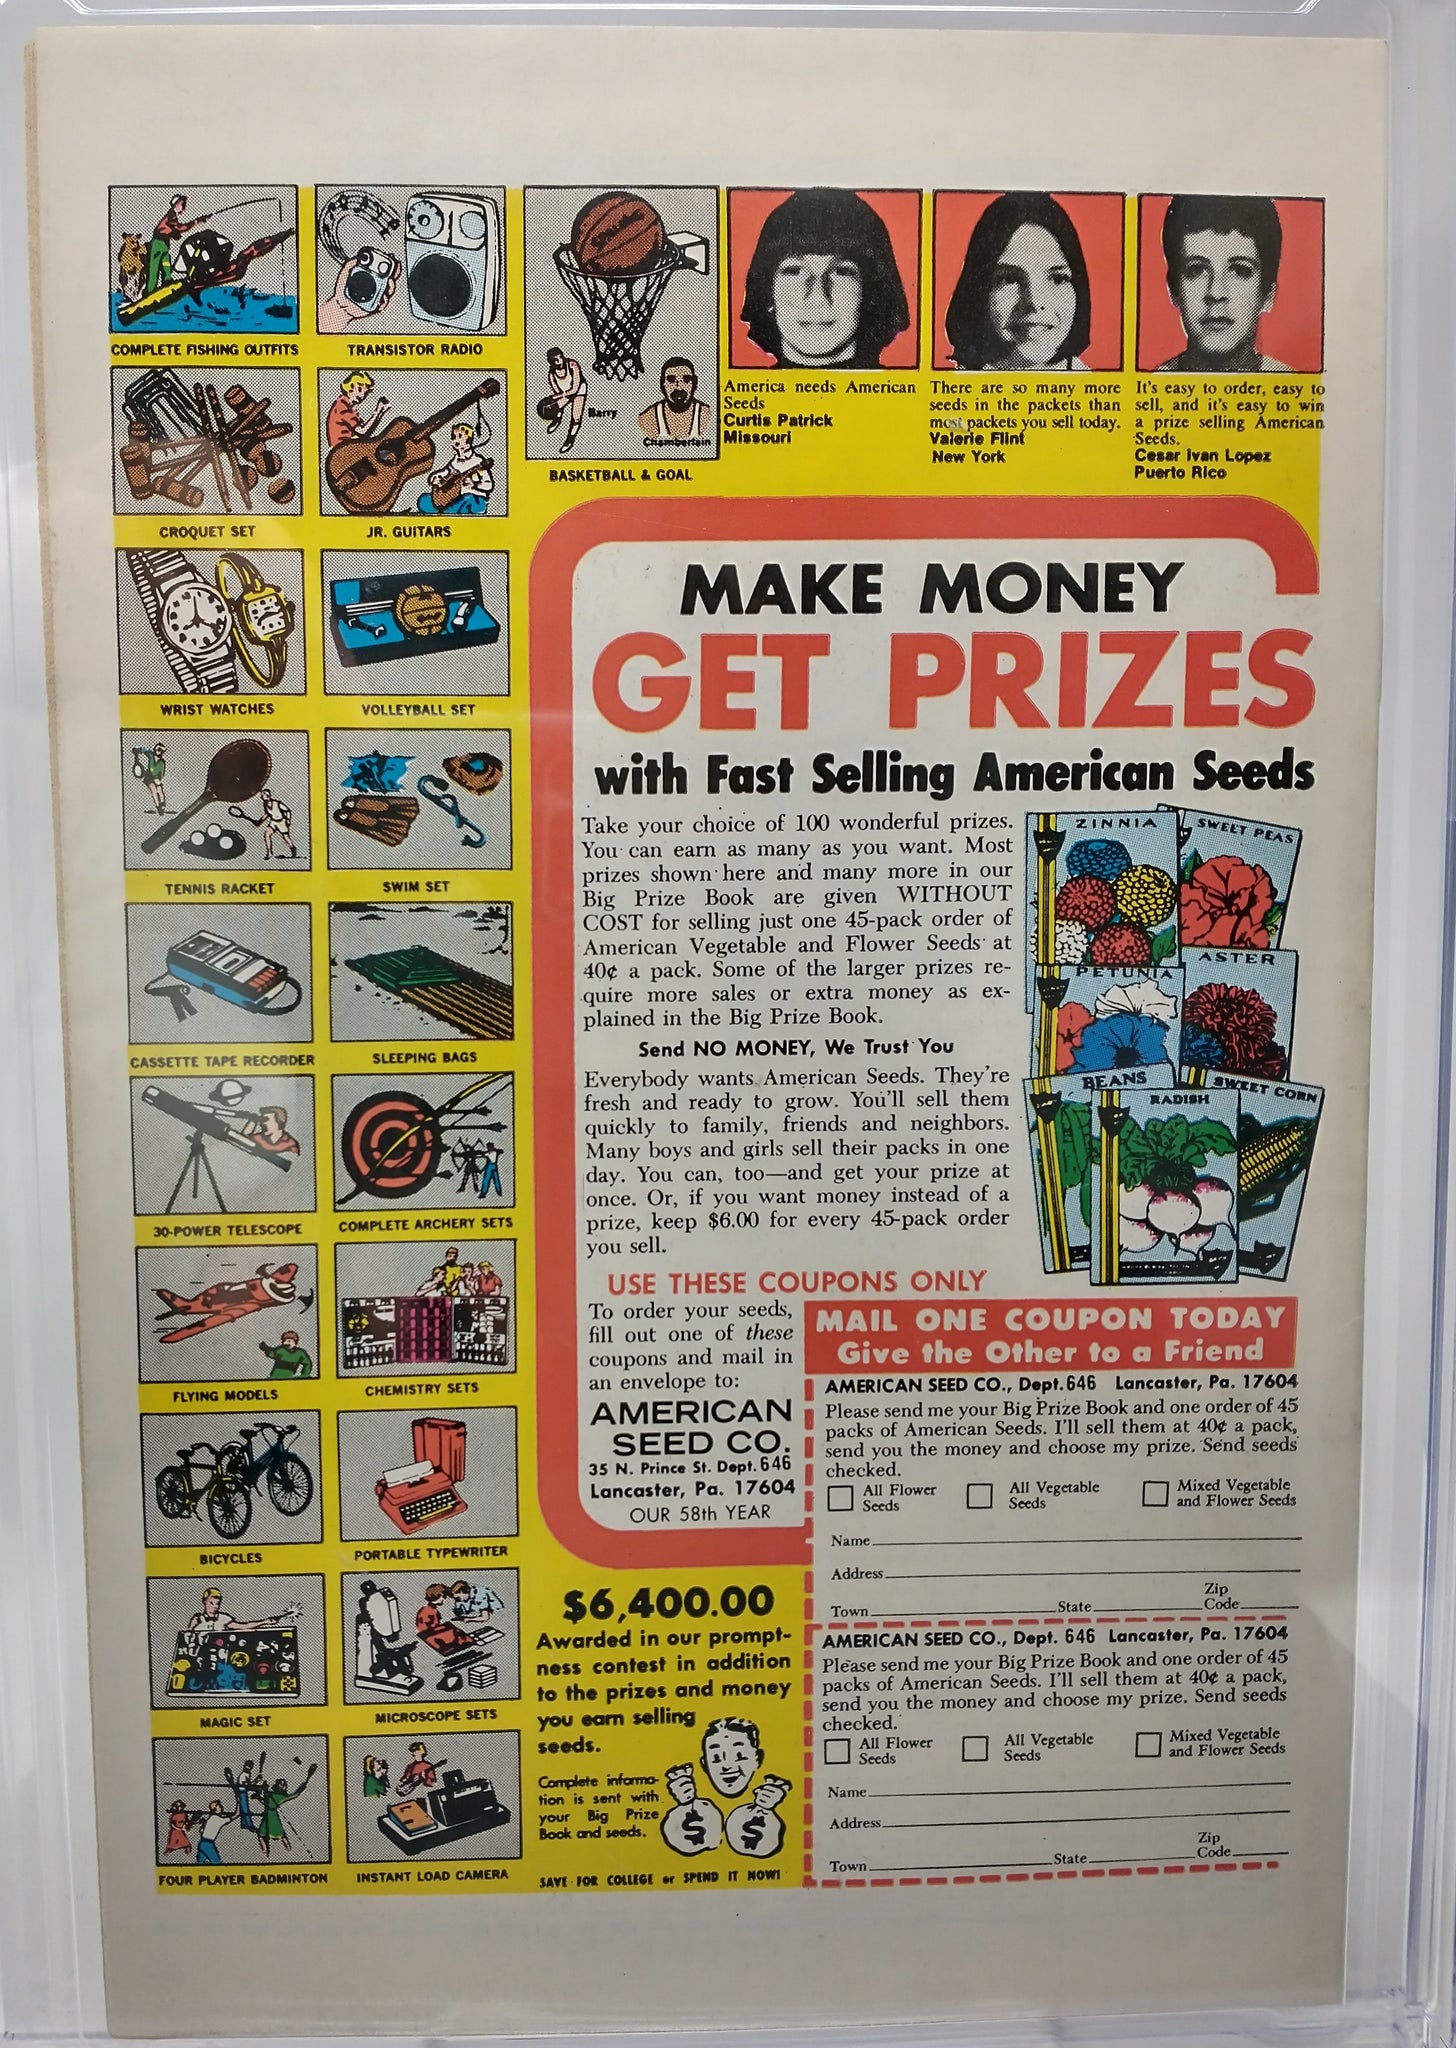 COMPLETE FISHING OUTFITS
TRANSISTOR RADIO
CROQUET SET
JR. GUITARS
WRIST WATCHES
VOLLEYBALL SET
TENNIS RACKET
SWIM SET
CASSETTE TAPE RECORDER
SLEEPING BAGS
30-POWER TELESCOPE
COMPLETE ARCHERY SETS
FLYING MODELS
CHEMISTRY SETS
BICYCLES
PORTABLE TYPEWRITER
MAGIC SET
MICROSCOPE SETS
FOUR PLAYER BADMINTON
INSTANT LOAD CAMERA
Barry
Chamberlain
BASKETBALL & GOAL
America needs American
Seeds
Curtis Patrick
Missouri
There are so many more
seeds in the packets than
most packets you sell today.
Valerie Flint
New York
It's easy to order, easy to
sell, and it's easy to win
a prize selling American
Seeds.
Cesar Ivan Lopez
Puerto Rico
MAKE MONEY
GET PRIZES
with Fast Selling American Seeds
Take your choice of 100 wonderful prizes.
You can earn as many as you want. Most
prizes shown here and many more in our
Big Prize Book are given WITHOUT
COST for selling just one 45-pack order of
American Vegetable and Flower Seeds at
40¢ a pack. Some of the larger prizes re-
quire more sales or extra money as ex-
plained in the Big Prize Book.
Send NO MONEY, We Trust You
Everybody wants American Seeds. They're
fresh and ready to grow. You'll sell them
quickly to family, friends and neighbors.
Many boys and girls sell their packs in one
day. You can, too—and get your prize at
once. Or, if you want money instead of a
prize, keep $6.00 for every 45-pack order
you sell.
ZINNIA
SWEET PEAS
PETUNIA
ASTER
BEANS
RADISH
SWEET CORN
USE THESE COUPONS ONLY
To order your seeds,
fill out one of these
coupons and mail in
an envelope to:
AMERICAN
SEED CO.
35 N. Prince St. Dept. 646
Lancaster, Pa. 17604
OUR 58th YEAR
$6,400.00
Awarded in our prompt-
ness contest in addition
to the prizes and money
you earn selling
seeds.
Complete informa-
tion is sent with
your Big Prize
Book and seeds.
$ $
SAVE FOR COLLEGE or SPEND IT NOW!
MAIL ONE COUPON TODAY
Give the Other to a Friend
AMERICAN SEED CO., Dept. 646 Lancaster, Pa. 17604
Please send me your Big Prize Book and one order of 45
packs of American Seeds. I'll sell them at 40¢ a pack,
send you the money and choose my prize. Send seeds
checked.
All Flower
Seeds
All Vegetable
Seeds
Mixed Vegetable
and Flower Seeds
Name
Address
Town State Zip
Code
AMERICAN SEED CO., Dept. 646 Lancaster, Pa. 17604
Please send me your Big Prize Book and one order of 45
packs of American Seeds. I'll sell them at 40¢ a pack,
send you the money and choose my prize. Send seeds
checked.
All Flower
Seeds
All Vegetable
Seeds
Mixed Vegetable
and Flower Seeds
Name
Address
Town State Zip
Code